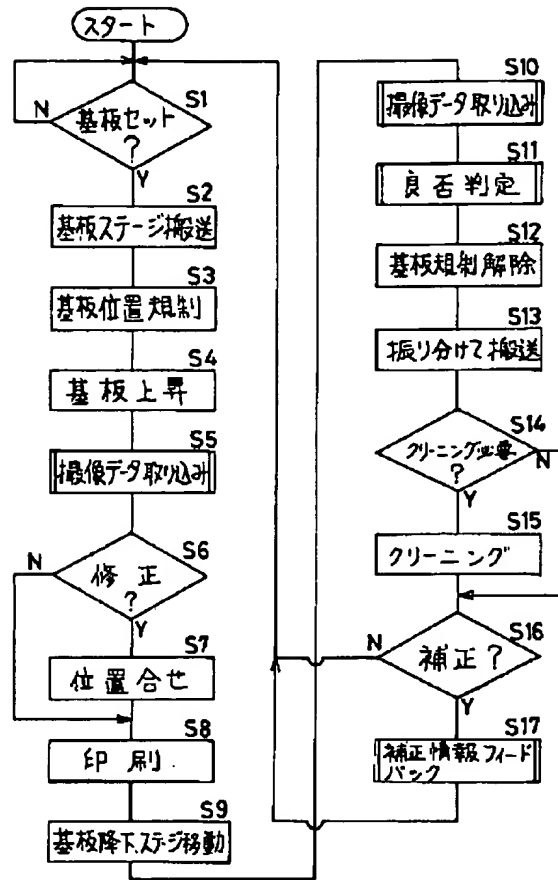 スタート
S1
基板セット
?
N
Y
S2
基板ステージ搬送
S3
基板位置規制
S4
基板上昇
S5
撮像データ取り込み
S6
修正
?
N
Y
S7
位置合せ
S8
印刷
S9
基板降下、ステージ移動
S10
撮像データ取り込み
S11
良否判定
S12
基板規制解除
S13
振り分けて搬送
S14
クリーニング必要
?
N
Y
S15
クリーニング
S16
補正?
N
Y
S17
補正情報フィード
バック